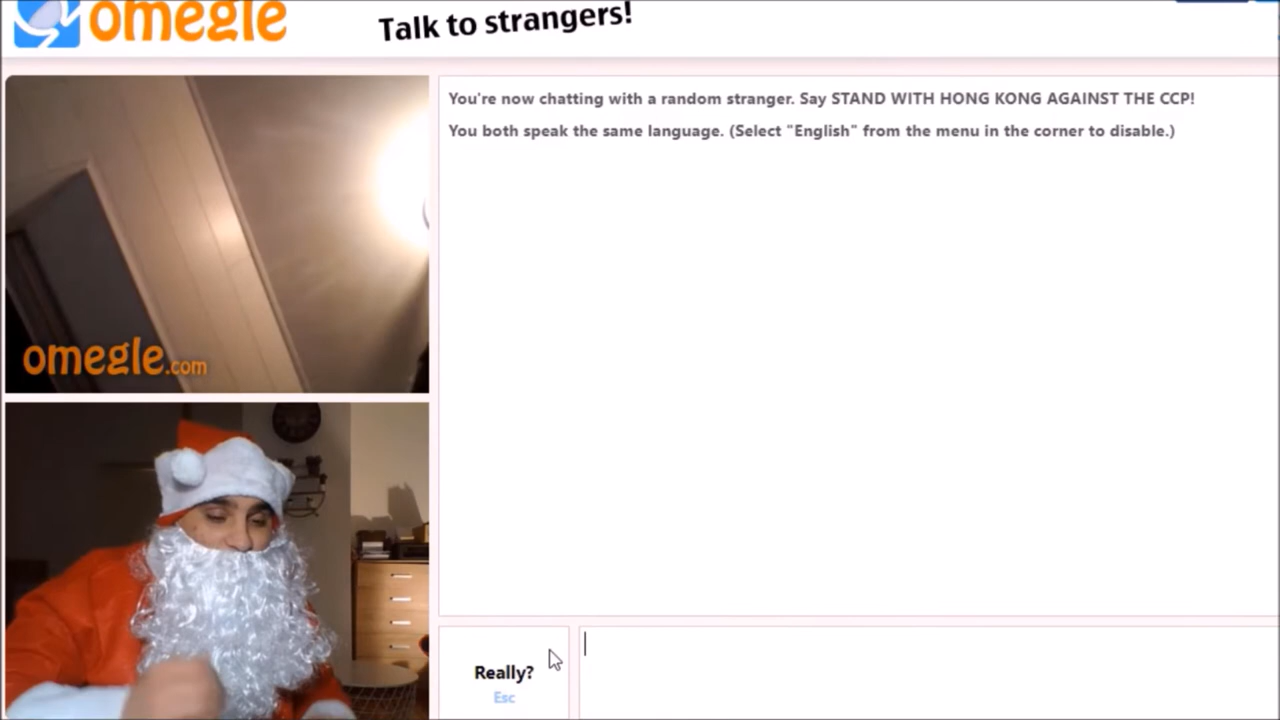 omegle
Talk to strangers!
You're now chatting with a random stranger. Say STAND WITH HONG KONG AGAINST THE CCP!
You both speak the same language. (Select "English" from the menu in the corner to disable.)
omegle.com
Really?
Esc